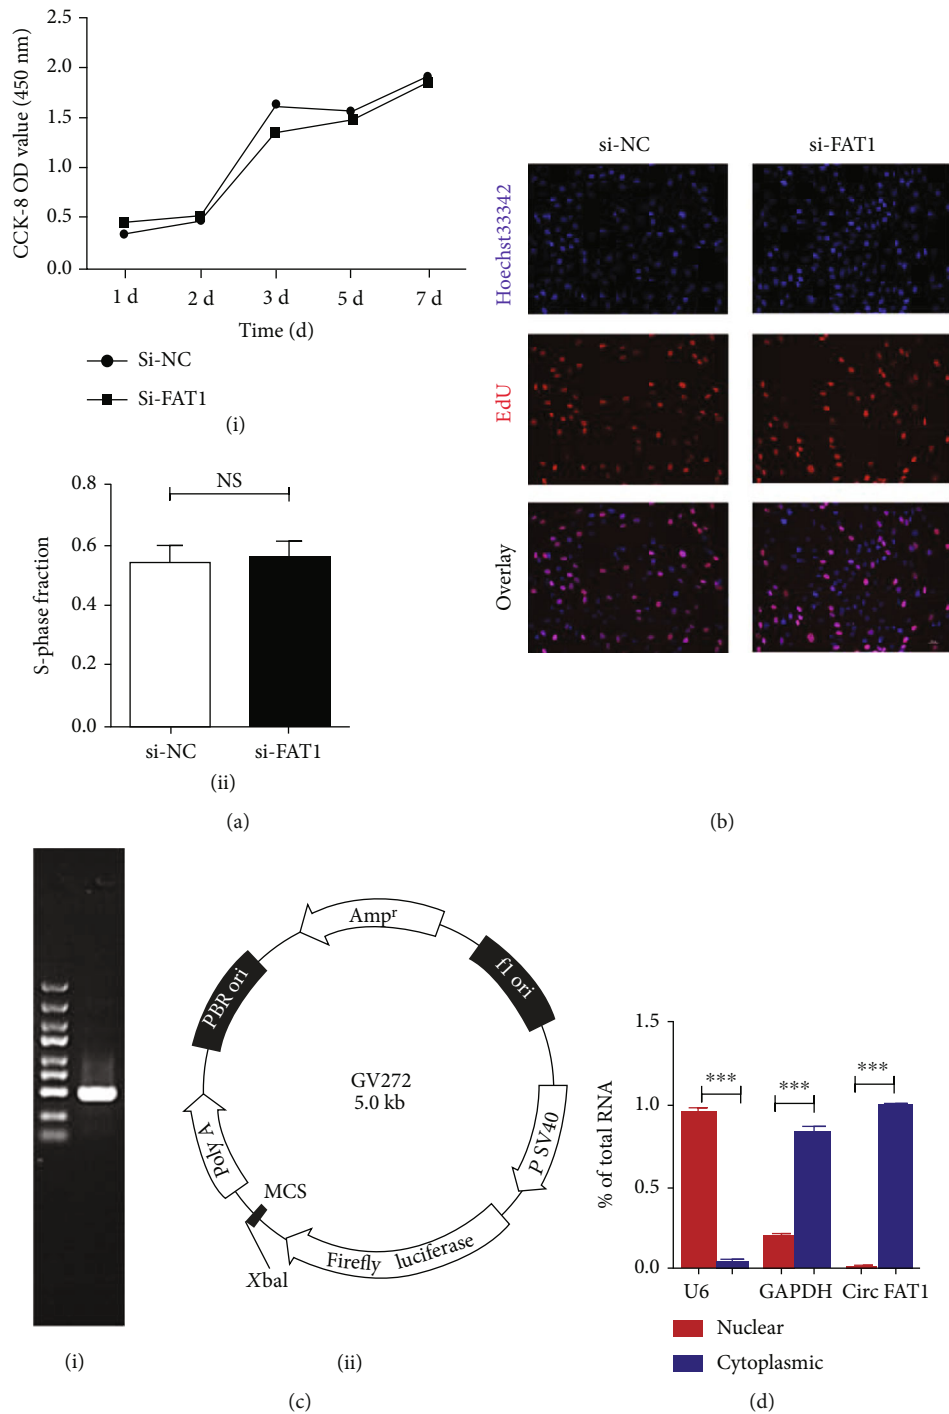 CCK-8 OD value (450 nm)
2.5
2.0
1.5
1.0
0.5
0.0
1 d 2 d 3 d 5 d 7 d
Time (d)
Si-NC
Si-FAT1
(i)
S-phase fraction
0.8
0.6
0.4
0.2
0.0
NS
si-NC si-FAT1
(ii)
(a)
si-NC si-FAT1
Hoechst33342
EdU
Overlay
(b)
(i)
Amp^r
f1 ori
P SV40
Firefly luciferase
MCS
XbaI
Poly A
PBR ori
GV272
5.0 kb
(ii)
(c)
% of total RNA
1.5
1.0
0.5
0.0
***
***
***
U6 GAPDH Circ FAT1
Nuclear
Cytoplasmic
(d)